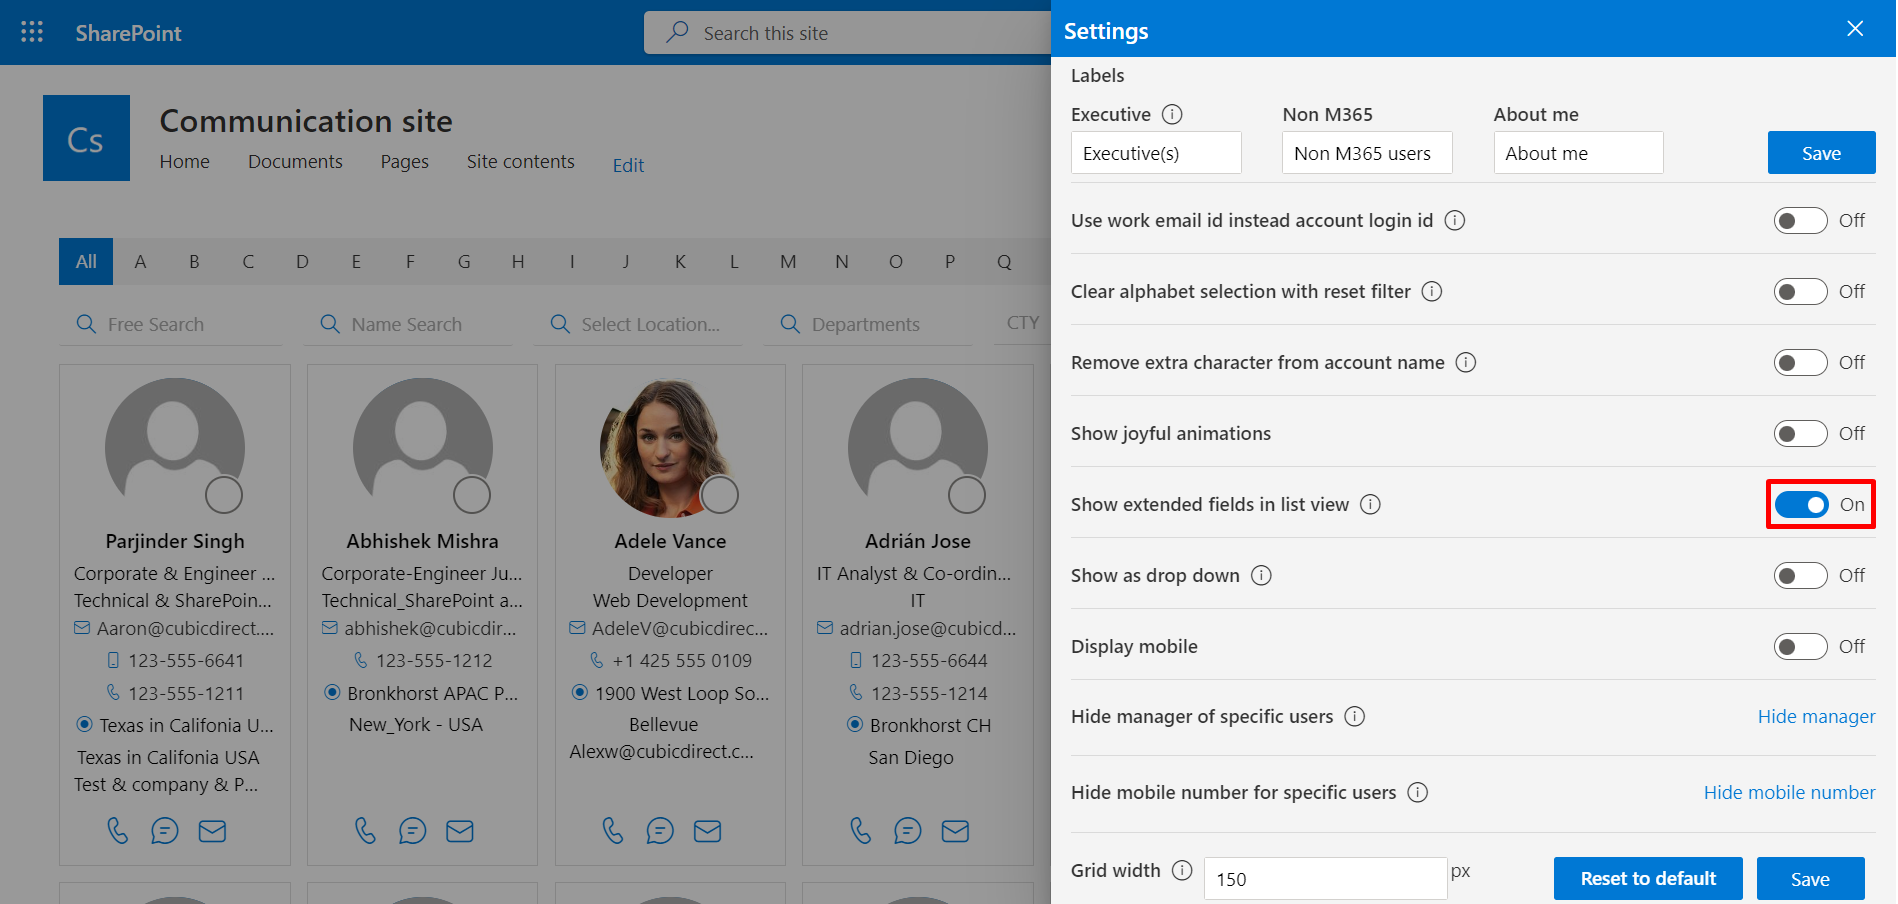 SharePoint
Search this site
Cs
Communication site
Home Documents Pages Site contents Edit
All A B C D E F G H I J K L M N O P Q
Free Search Name Search Select Location... Departments CTY
Parjinder Singh
Corporate & Engineer ...
Technical & SharePoin...
Aaron@cubicdirect....
123-555-6641
123-555-1211
Texas in Califonia U...
Texas in Califonia USA
Test & company & P...
Abhishek Mishra
Corporate-Engineer Ju...
Technical_SharePoint a...
abhishek@cubicdir...
123-555-1212
Bronkhorst APAC P...
New_York - USA
Adele Vance
Developer
Web Development
AdeleV@cubicdirec...
+1 425 555 0109
1900 West Loop So...
Bellevue
Alexw@cubicdirect.c...
Adrián Jose
IT Analyst & Co-ordin...
IT
adrian.jose@cubicd...
123-555-6644
123-555-1214
Bronkhorst CH
San Diego
Settings
Labels
Executive Non M365 About me
Executive(s) Non M365 users About me Save
Use work email id instead account login id Off
Clear alphabet selection with reset filter Off
Remove extra character from account name Off
Show joyful animations Off
Show extended fields in list view On
Show as drop down Off
Display mobile Off
Hide manager of specific users Hide manager
Hide mobile number for specific users Hide mobile number
Grid width 150 px Reset to default Save